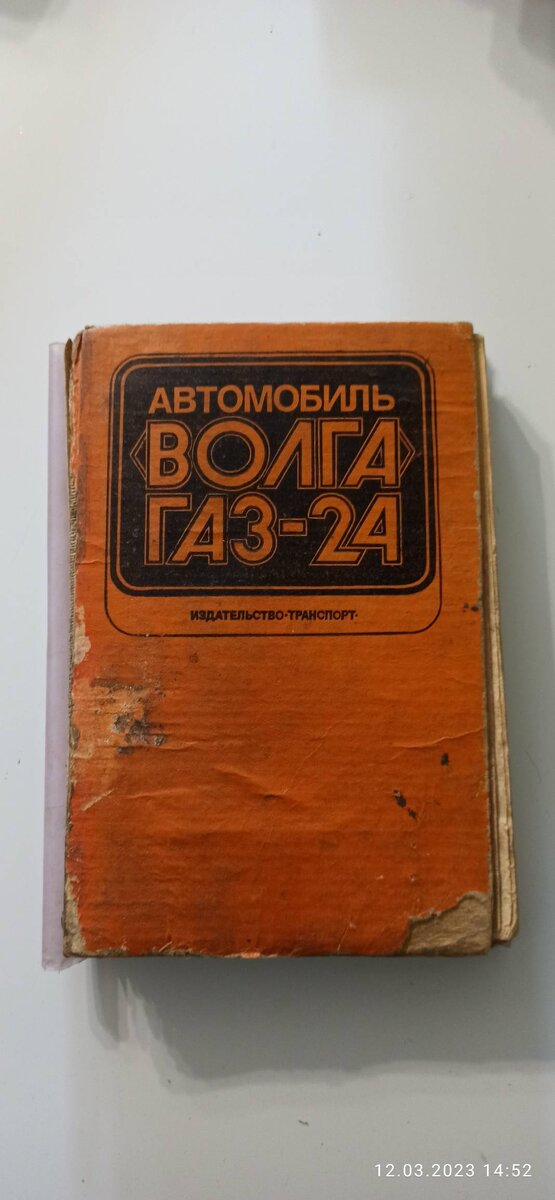 АВТОМОБИЛЬ
«ВОЛГА»
ГАЗ-24
ИЗДАТЕЛЬСТВО·ТРАНСПОРТ·
12.03.2023 14:52